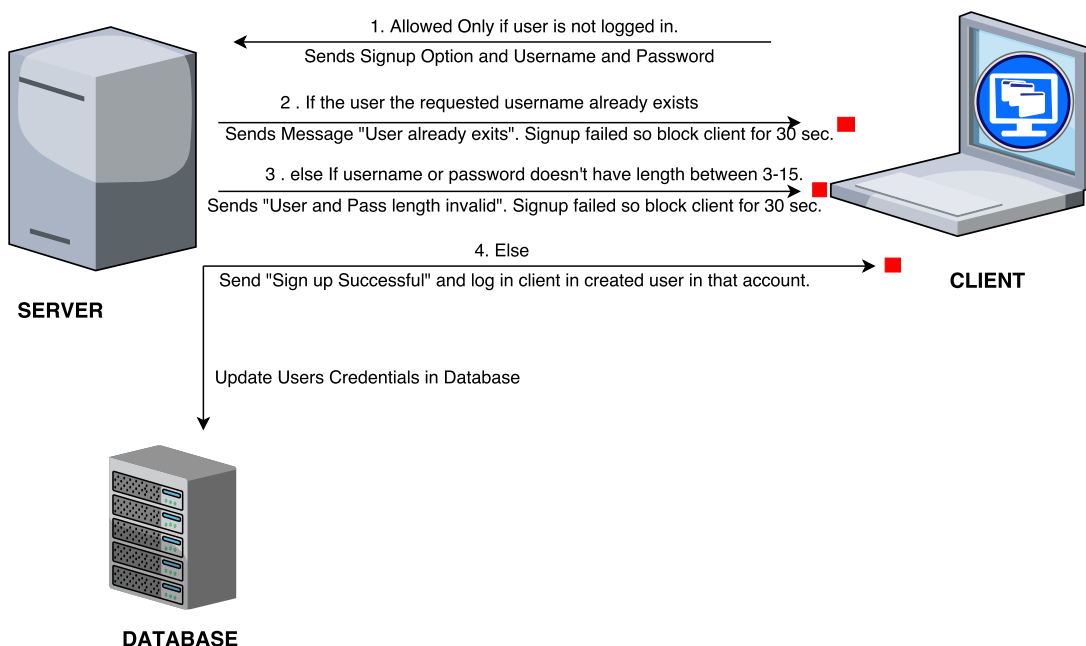 1. Allowed Only if user is not logged in.
Sends Signup Option and Username and Password
2 . If the user the requested username already exists
Sends Message "User already exits". Signup failed so block client for 30 sec.
3 . else If username or password doesn't have length between 3-15.
Sends "User and Pass length invalid". Signup failed so block client for 30 sec.
4. Else
Send "Sign up Successful" and log in client in created user in that account.
CLIENT
SERVER
Update Users Credentials in Database
DATABASE